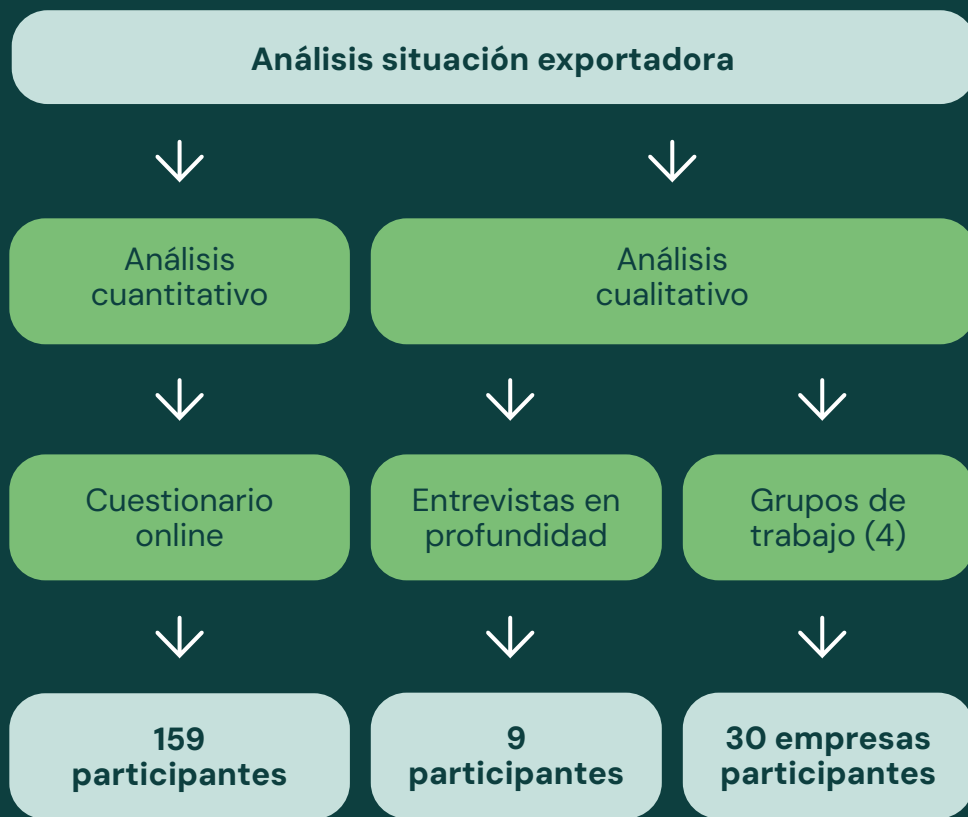 Análisis situación exportadora
Análisis
cuantitativo
Análisis
cualitativo
Cuestionario
online
Entrevistas en
profundidad
Grupos de
trabajo (4)
159
participantes
9
participantes
30 empresas
participantes